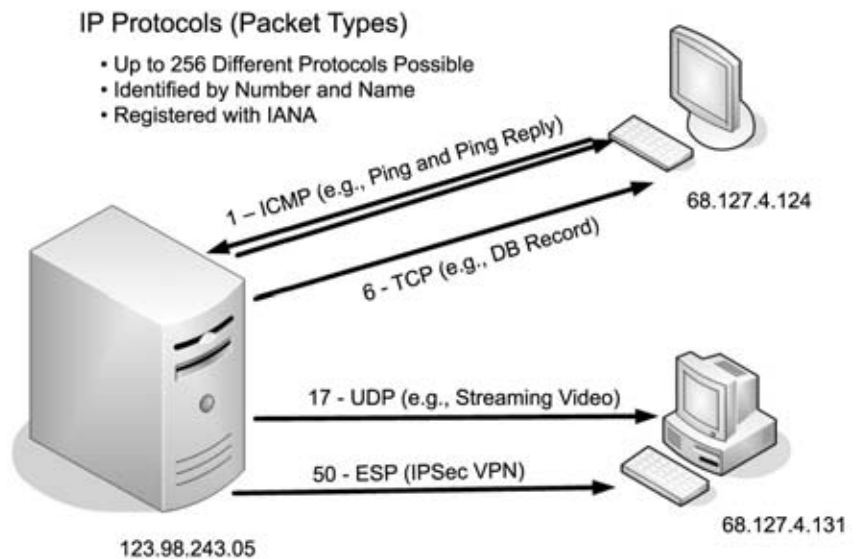 IP Protocols (Packet Types)
• Up to 256 Different Protocols Possible
• Identified by Number and Name
• Registered with IANA
1 – ICMP (e.g., Ping and Ping Reply)
68.127.4.124
6 - TCP (e.g., DB Record)
17 - UDP (e.g., Streaming Video)
50 - ESP (IPSec VPN)
68.127.4.131
123.98.243.05